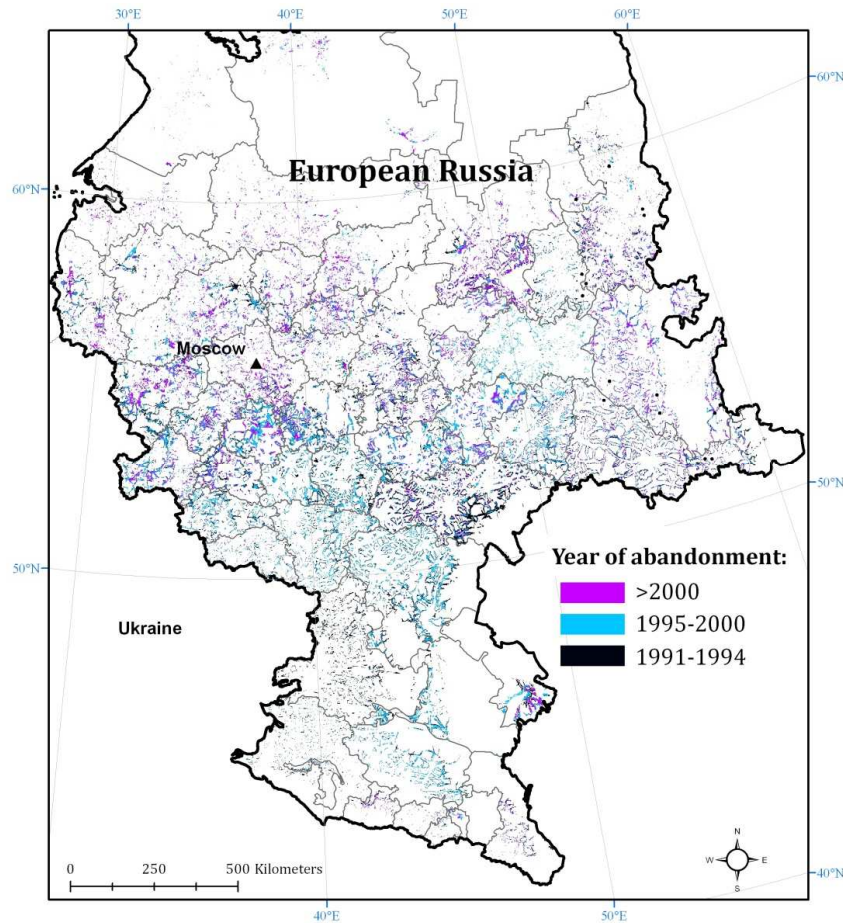 30°E 40°E 50°E 60°E
60°N
European Russia
60°N
Moscow
50°N
Year of abandonment:
>2000
50°N
1995-2000
Ukraine
1991-1994
N
W E
S
0 250 500 Kilometers
40°N
40°E 50°E